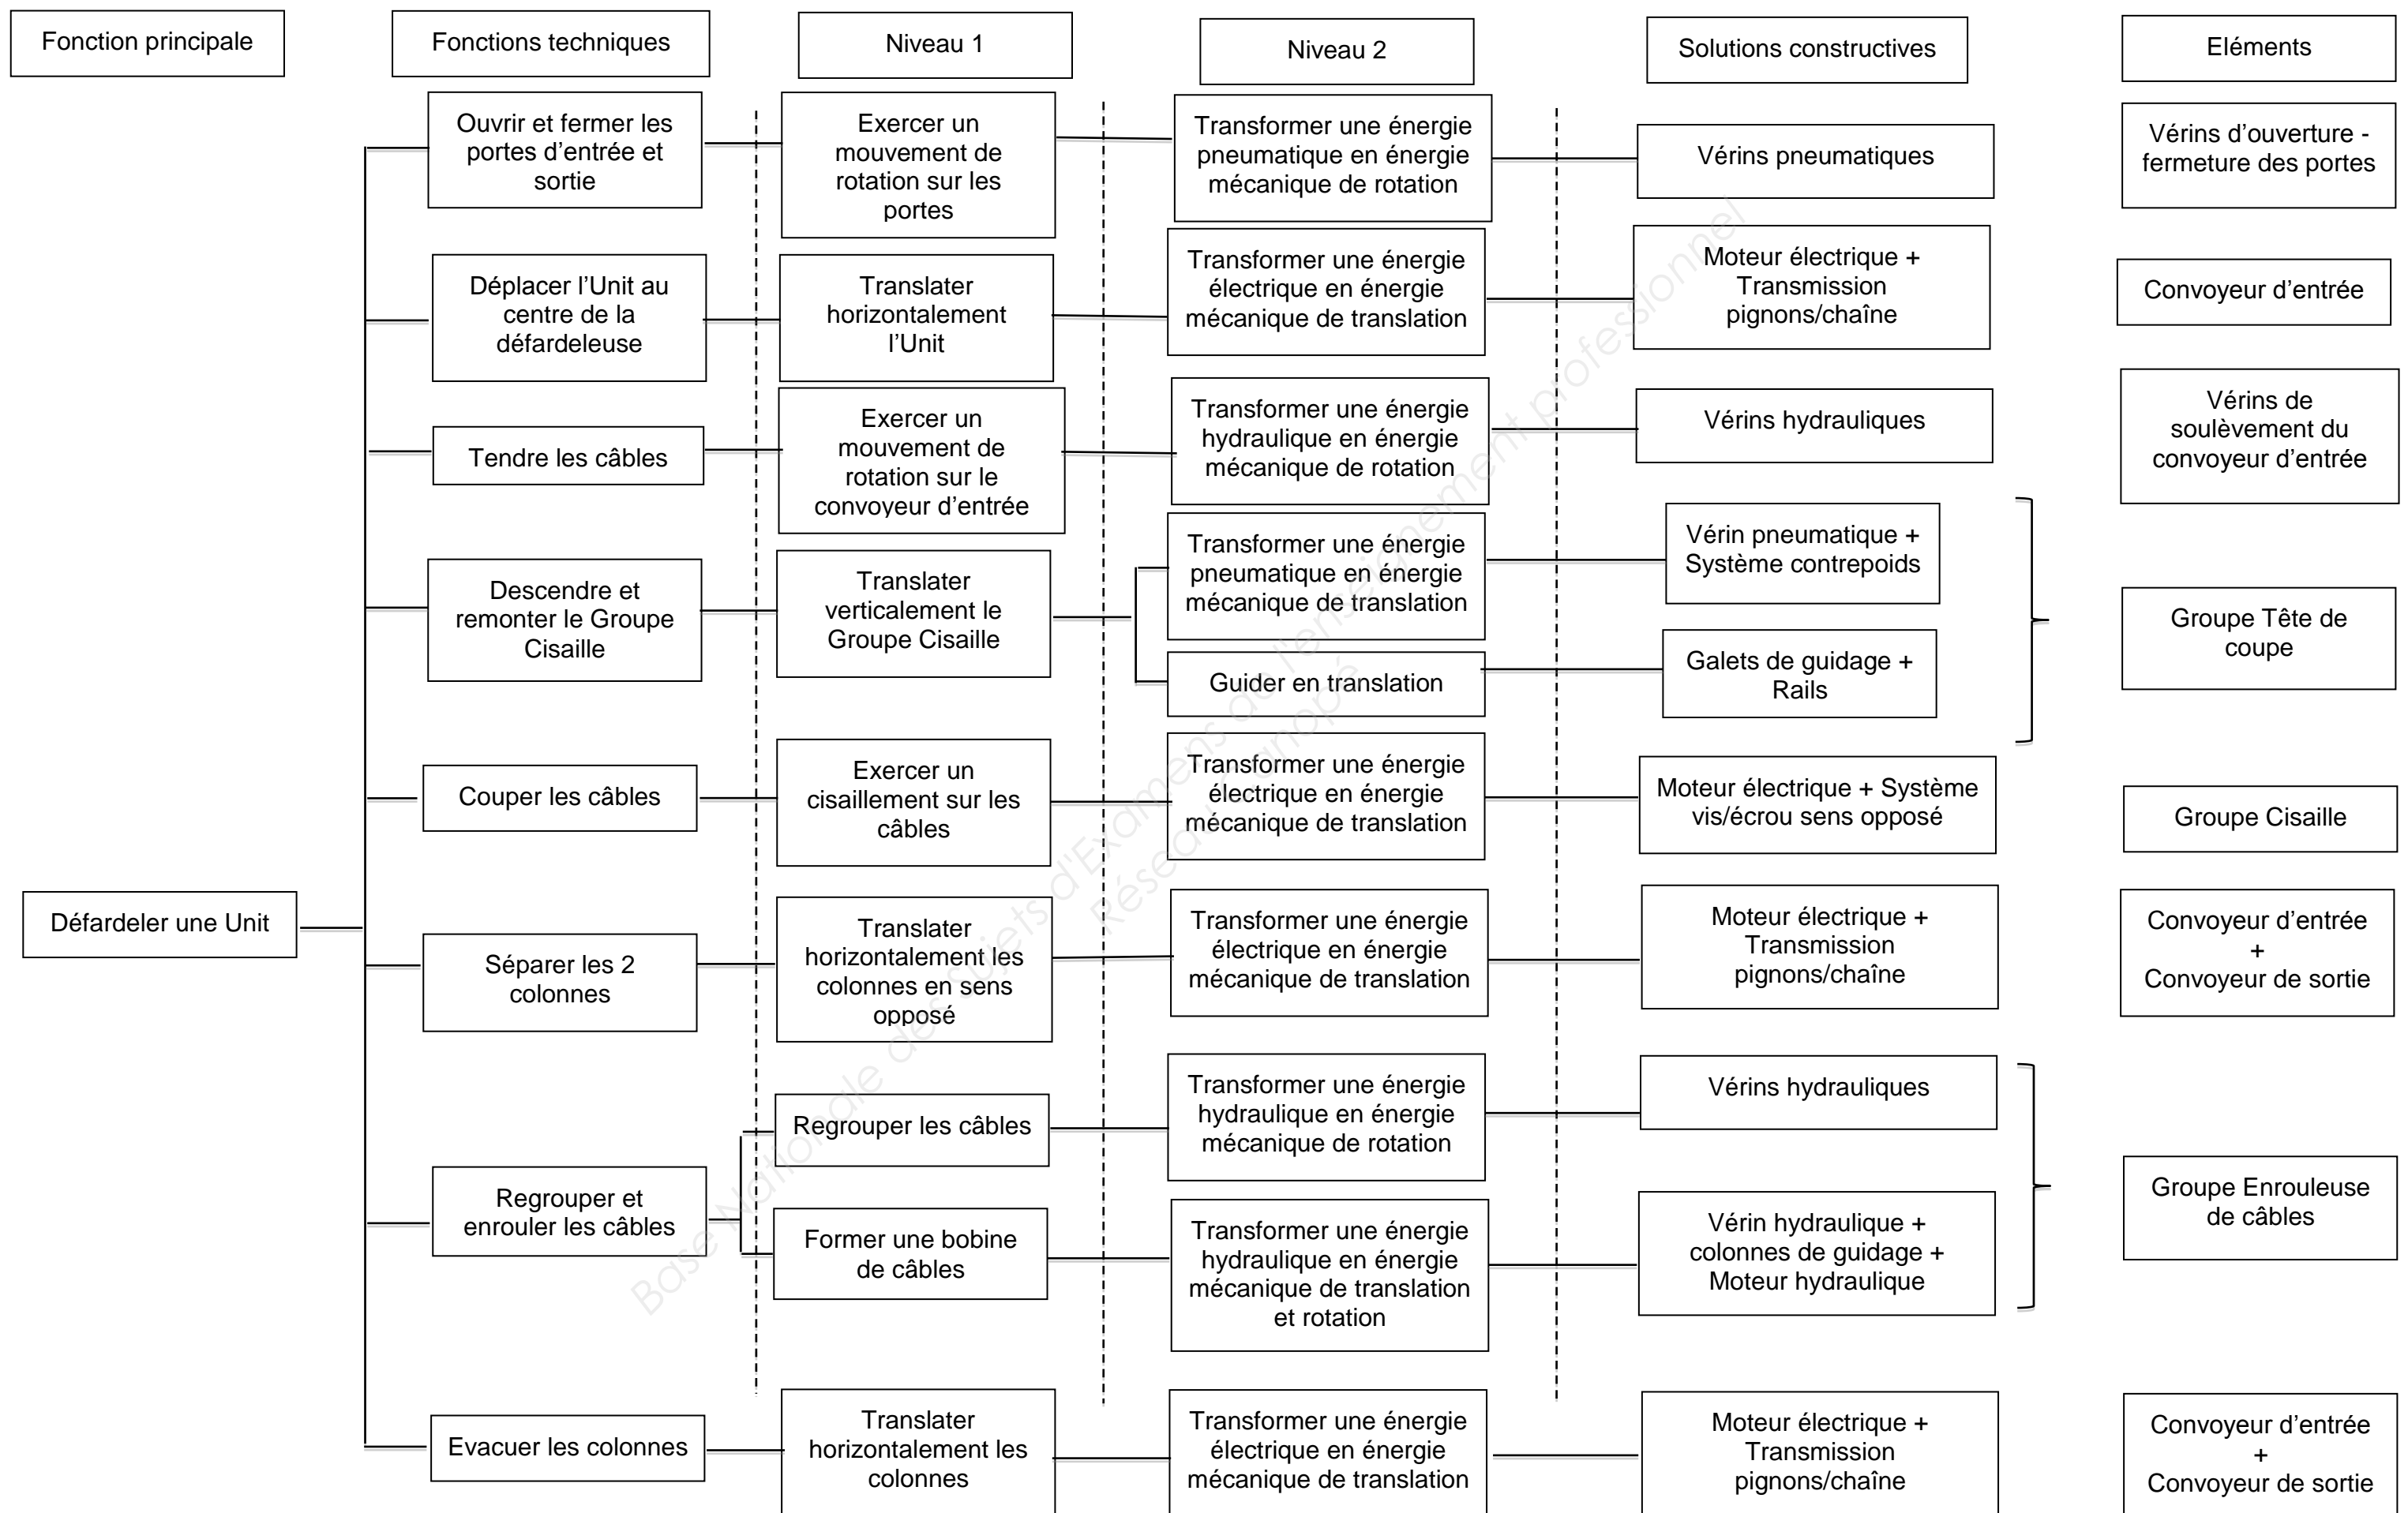 Fonction principale
Fonctions techniques
Niveau 1
Niveau 2
Solutions constructives
Eléments
Ouvrir et fermer les
portes d'entrée et
sortie
Exercer un
mouvement de
rotation sur les
portes
Transformer une énergie
pneumatique en énergie
mécanique de rotation
Vérins pneumatiques
Vérins d'ouverture -
fermeture des portes
Déplacer l'Unit au
centre de la
défardeleuse
Translater
horizontalement
l'Unit
Transformer une énergie
électrique en énergie
mécanique de translation
Moteur électrique +
Transmission
pignons/chaîne
Convoyeur d'entrée
Tendre les câbles
Exercer un
mouvement de
rotation sur le
convoyeur d'entrée
Transformer une énergie
hydraulique en énergie
mécanique de rotation
Vérins hydrauliques
Vérins de
soulèvement du
convoyeur d'entrée
Descendre et
remonter le Groupe
Cisaille
Translater
verticalement le
Groupe Cisaille
Transformer une énergie
pneumatique en énergie
mécanique de translation
Vérin pneumatique +
Système contrepoids
Guider en translation
Galets de guidage +
Rails
Groupe Tête de
coupe
Couper les câbles
Exercer un
cisaillement sur les
câbles
Transformer une énergie
électrique en énergie
mécanique de translation
Moteur électrique + Système
vis/écrou sens opposé
Groupe Cisaille
Défardeler une Unit
Séparer les 2
colonnes
Translater
horizontalement les
colonnes en sens
opposé
Transformer une énergie
électrique en énergie
mécanique de translation
Moteur électrique +
Transmission
pignons/chaîne
Convoyeur d'entrée
+
Convoyeur de sortie
Regrouper et
enrouler les câbles
Regrouper les câbles
Transformer une énergie
hydraulique en énergie
mécanique de rotation
Vérins hydrauliques
Former une bobine
de câbles
Transformer une énergie
hydraulique en énergie
mécanique de translation
et rotation
Vérin hydraulique +
colonnes de guidage +
Moteur hydraulique
Groupe Enrouleuse
de câbles
Evacuer les colonnes
Translater
horizontalement les
colonnes
Transformer une énergie
électrique en énergie
mécanique de translation
Moteur électrique +
Transmission
pignons/chaîne
Convoyeur d'entrée
+
Convoyeur de sortie
Base Nationale des Sujets d'Examens de l'enseignement professionnel
Réseau Canopé